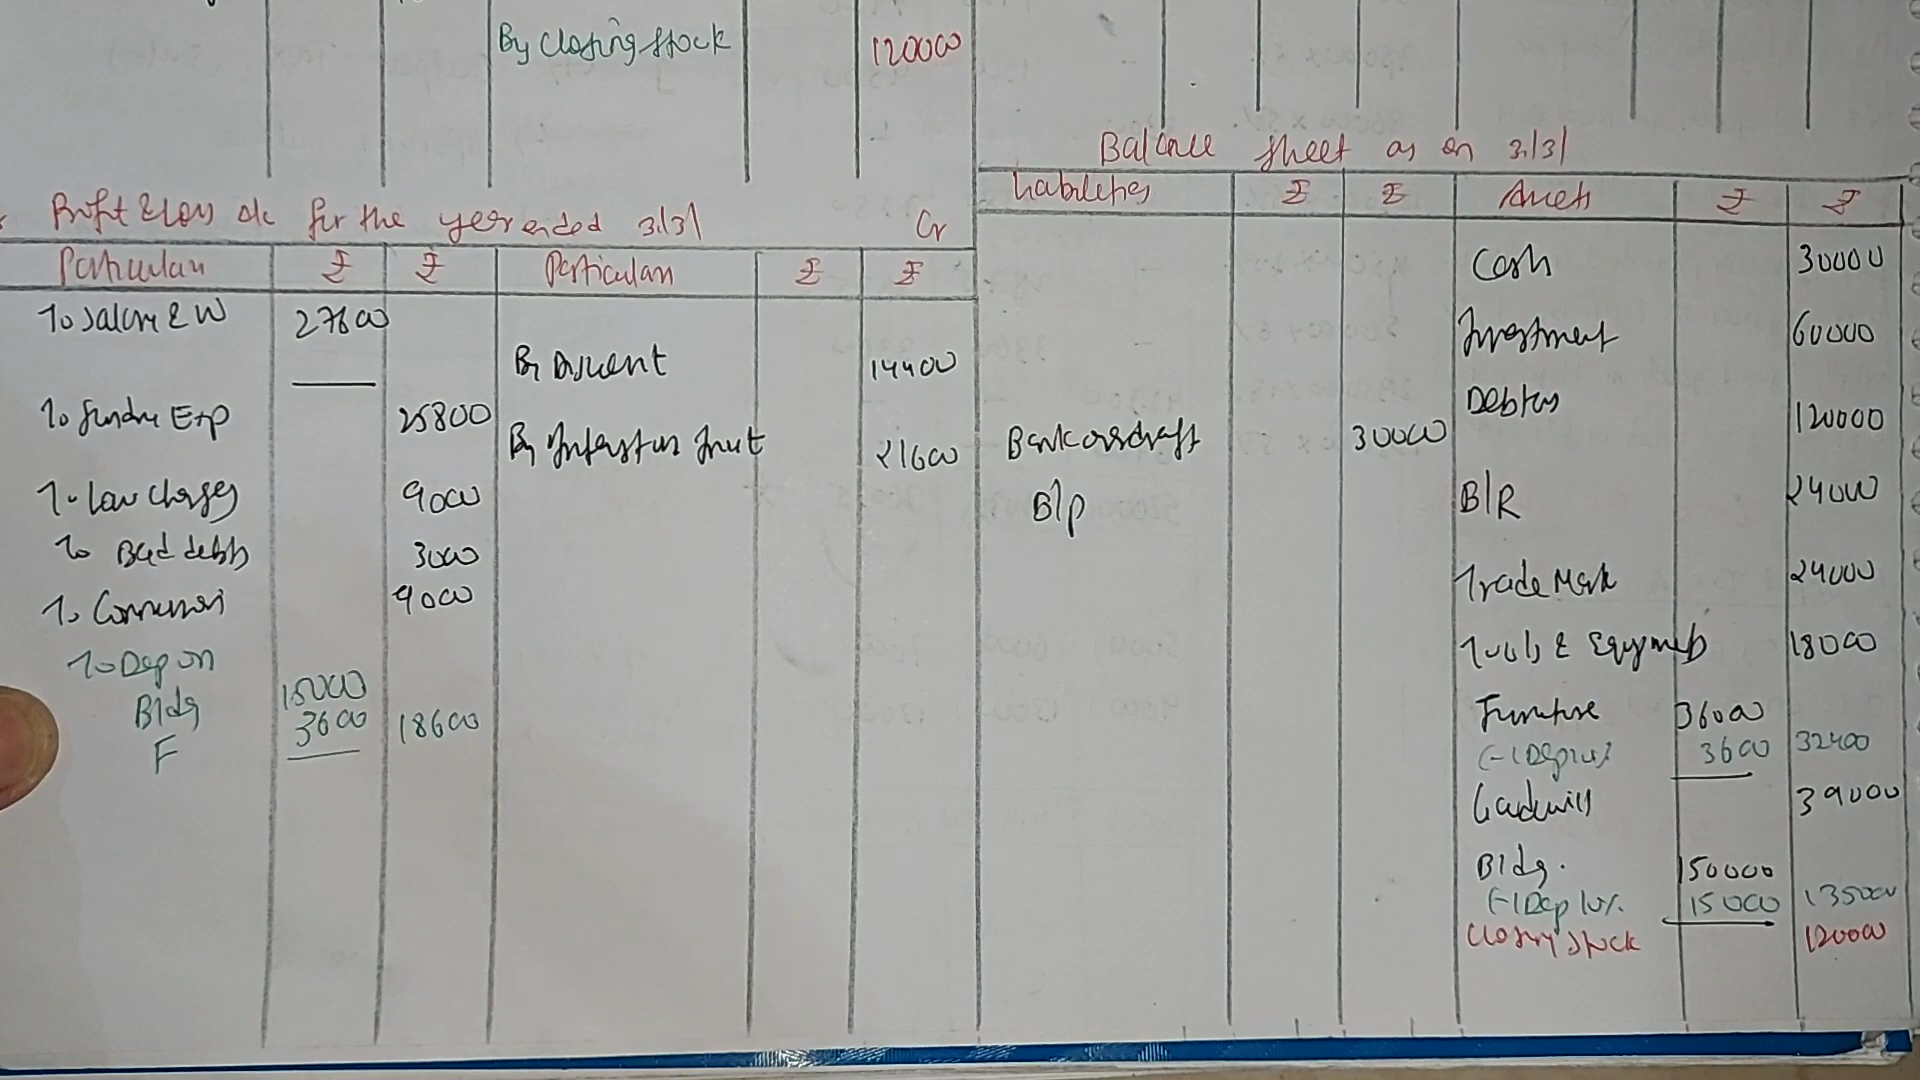 By Closing Stock 120000
Profit & Loss a/c for the year ended 31/3/ Cr
Particulars ₹ ₹ Particulars ₹ ₹
To Salary & W 27600
By Discount 14400
To Sundry Exp 25800
By Interest on Invest 21600
To Law Charges 9000
To Bad debts 3000
To Commission 9000
To Dep on
Bldg 15000
F 3600 18600
Balance Sheet as on 31/3/
Liabilities ₹ ₹ Assets ₹ ₹
Cash 30000
Investment 60000
Debtors 120000
Bank overdraft 30000
B/R 24000
B/P
Trade Mark 24000
Tools & Equipments 18000
Furniture 36000
(-) Dep 10% 3600 32400
Goodwill 39000
Bldg. 150000
(-) Dep 10% 15000 135000
Closing Stock 120000